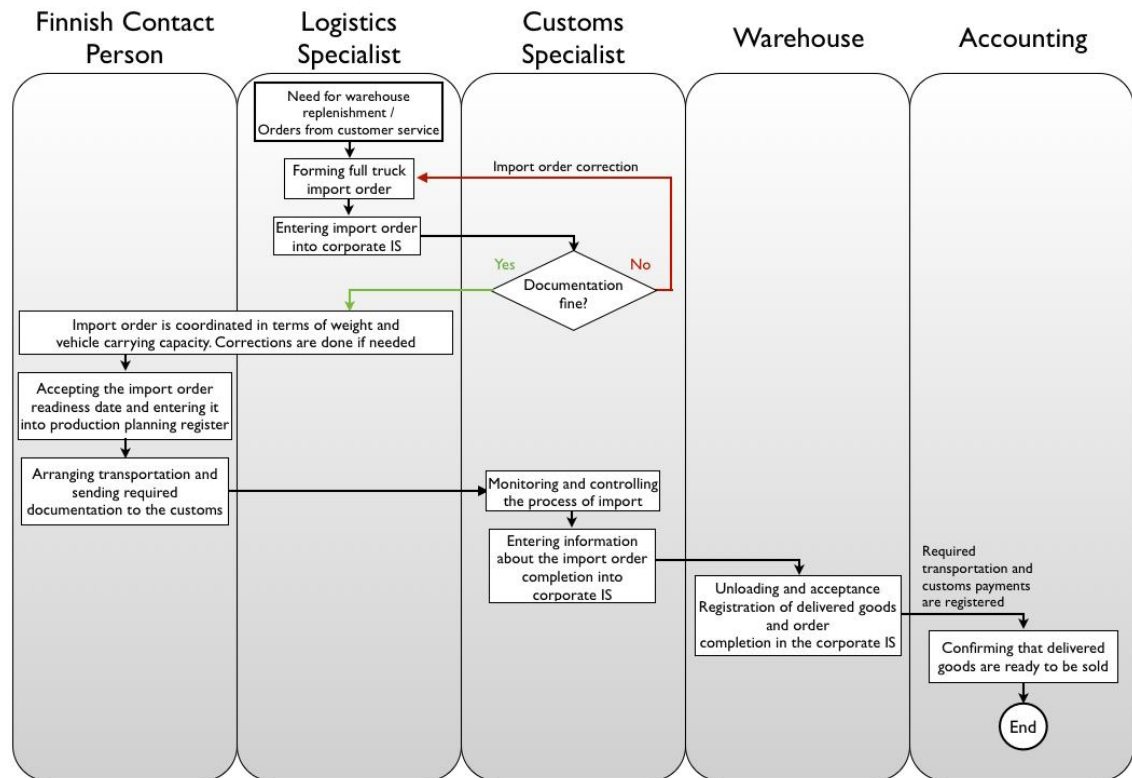 Finnish Contact
Person
Logistics
Specialist
Customs
Specialist
Warehouse
Accounting
Need for warehouse
replenishment /
Orders from customer service
Forming full truck
import order
Import order correction
Entering import order
into corporate IS
Yes
No
Documentation
fine?
Import order is coordinated in terms of weight and
vehicle carrying capacity. Corrections are done if needed
Accepting the import order
readiness date and entering it
into production planning register
Arranging transportation and
sending required
documentation to the customs
Monitoring and controlling
the process of import
Entering information
about the import order
completion into
corporate IS
Unloading and acceptance
Registration of delivered goods
and order
completion in the corporate IS
Required
transportation and
customs payments
are registered
Confirming that delivered
goods are ready to be sold
End